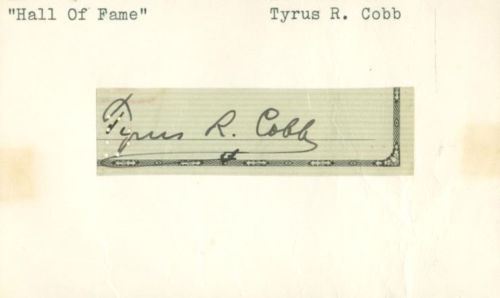 "Hall Of Fame" Tyrus R. Cobb
Tyrus R. Cobb